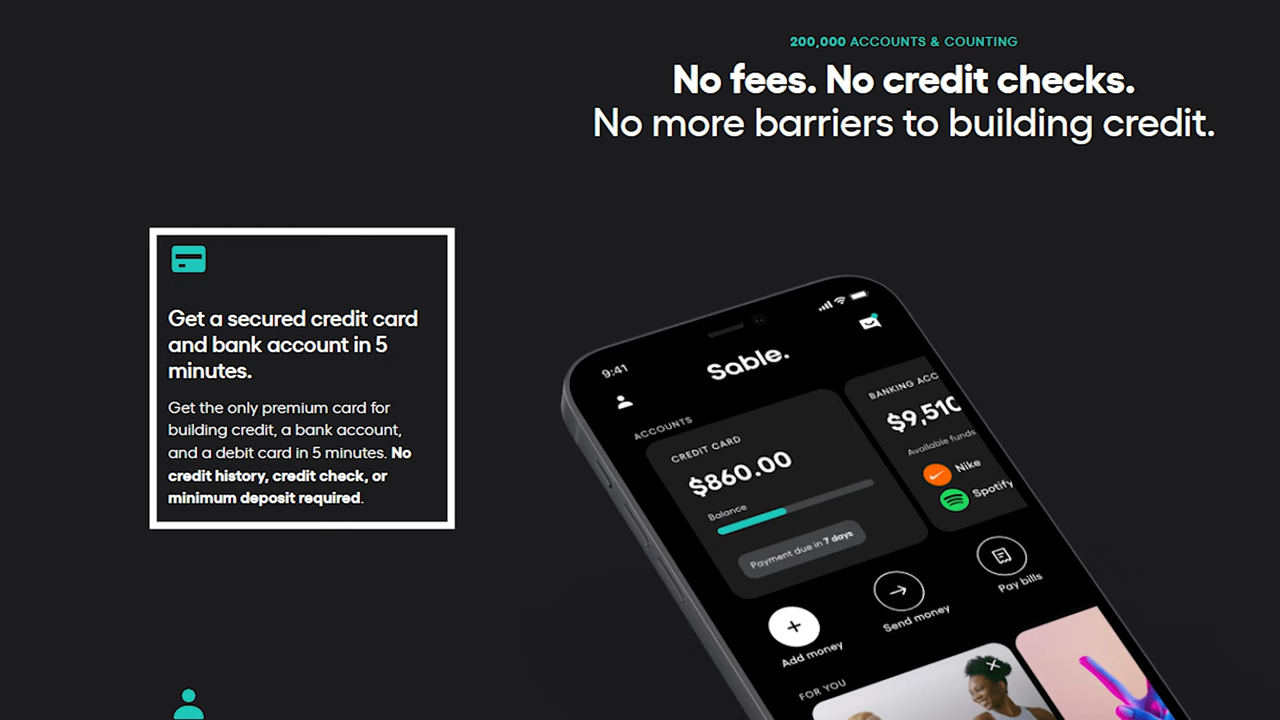 200,000 ACCOUNTS & COUNTING
No fees. No credit checks.
No more barriers to building credit.
Get a secured credit card
and bank account in 5
minutes.
Get the only premium card for
building credit, a bank account,
and a debit card in 5 minutes. No
credit history, credit check, or
minimum deposit required.
9:41
Sable.
ACCOUNTS
CREDIT CARD
$860.00
Balance
Payment due in 7 days
BANKING ACC
$9,510
Available funds
Nike
Spotify
Add money
Send money
Pay bills
FOR YOU